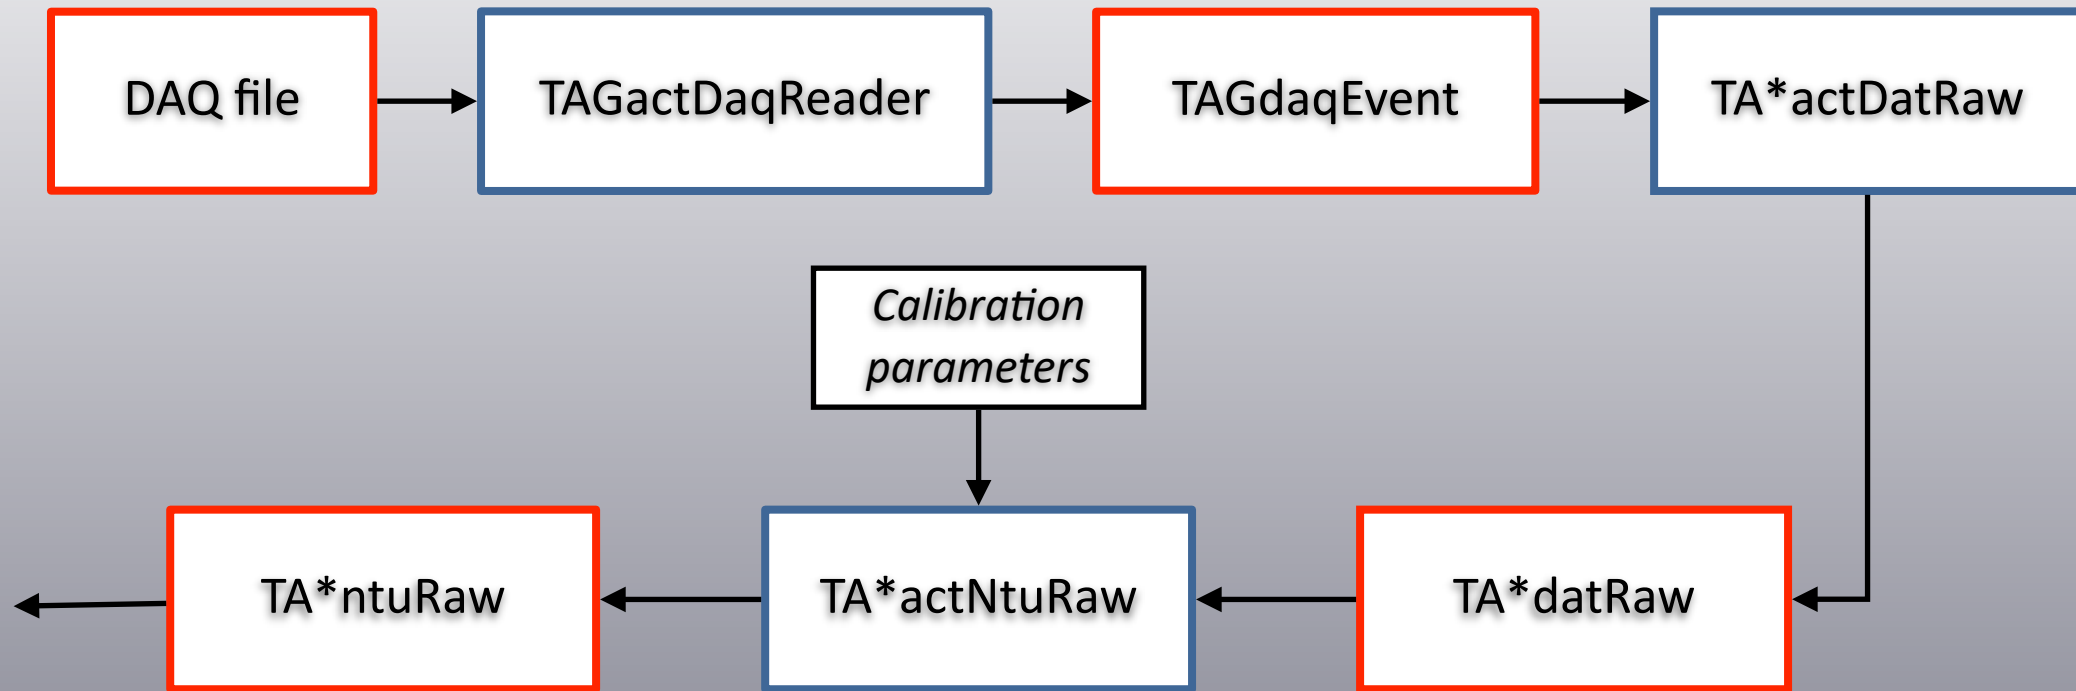 DAQ file
TAGactDaqReader
TAGdaqEvent
TA*actDatRaw
Calibration
parameters
TA*ntuRaw
TA*actNtuRaw
TA*datRaw